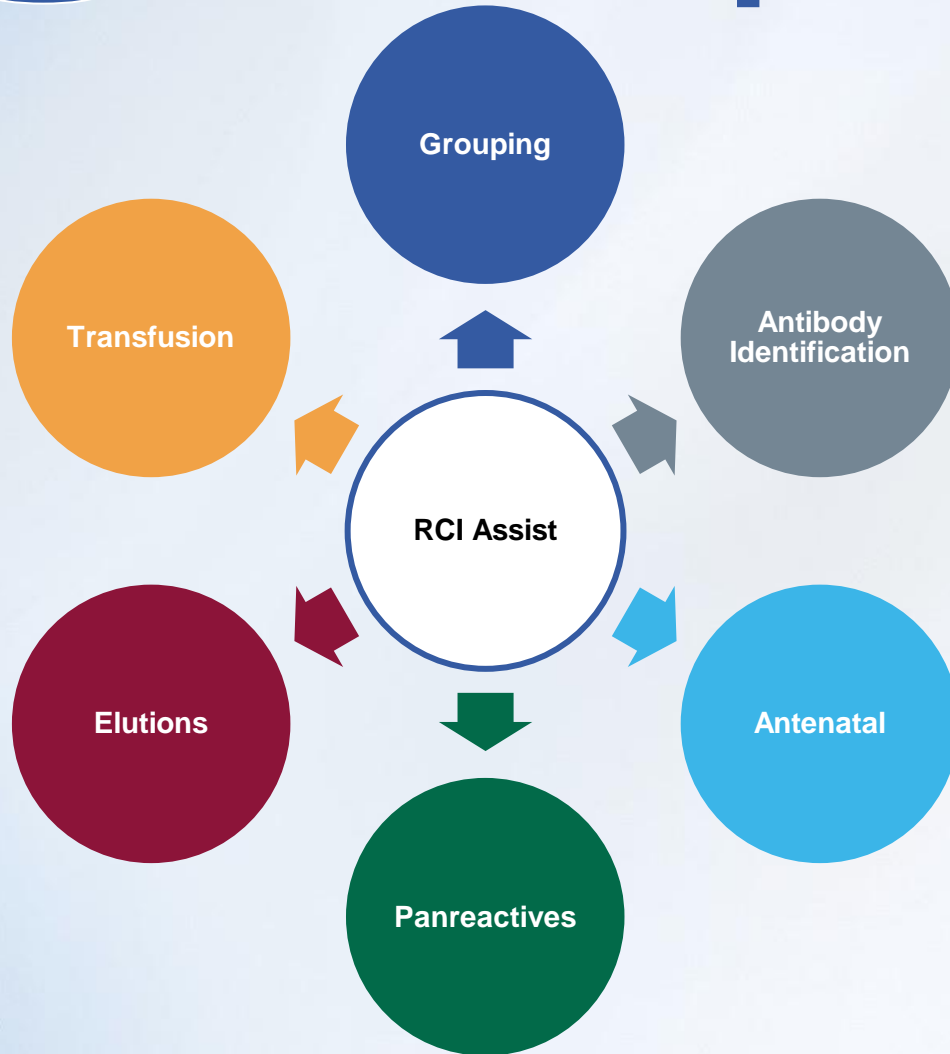 Grouping
Transfusion
Antibody
Identification
RCI Assist
Elutions
Antenatal
Panreactives